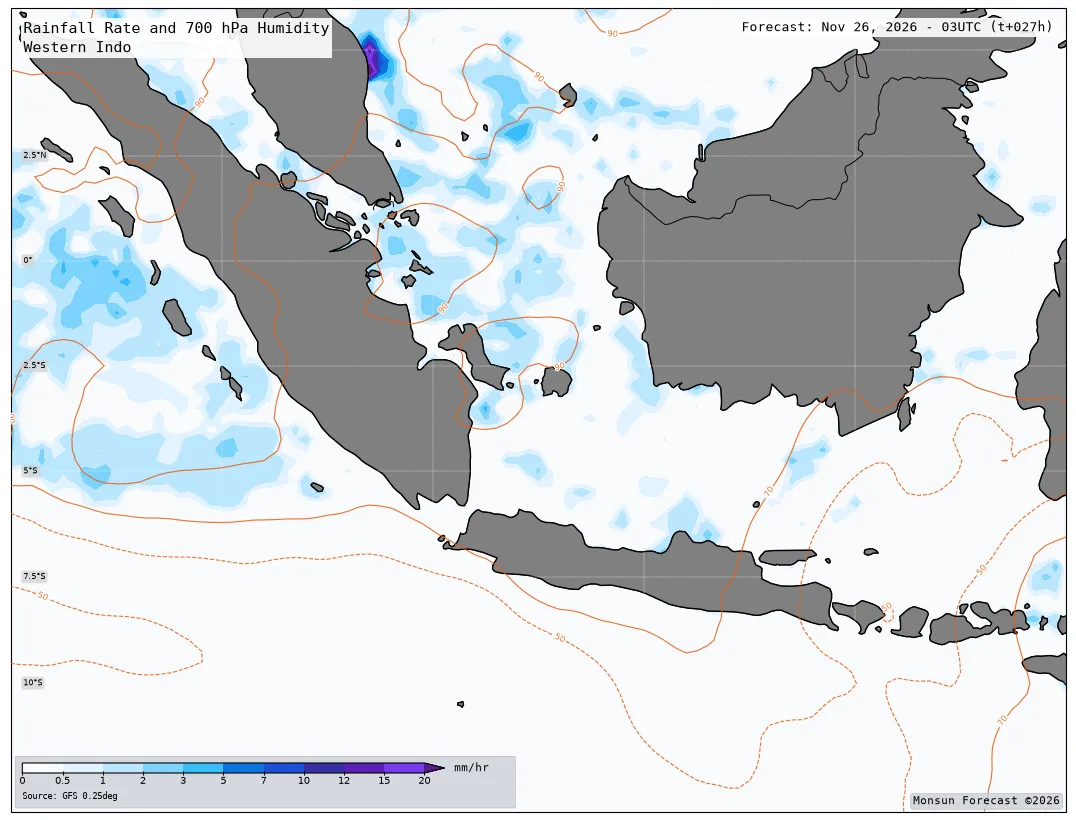 Rainfall Rate and 700 hPa Humidity
Western Indo
Forecast: Nov 26, 2026 - 03UTC (t+027h)
90
90
90
90
90
90
70
50
50
50
50
70
2.5°N
0°
2.5°S
5°S
7.5°S
10°S
mm/hr
0 0.5 1 2 3 5 7 10 12 15 20
Source: GFS 0.25deg
Monsun Forecast ©2026